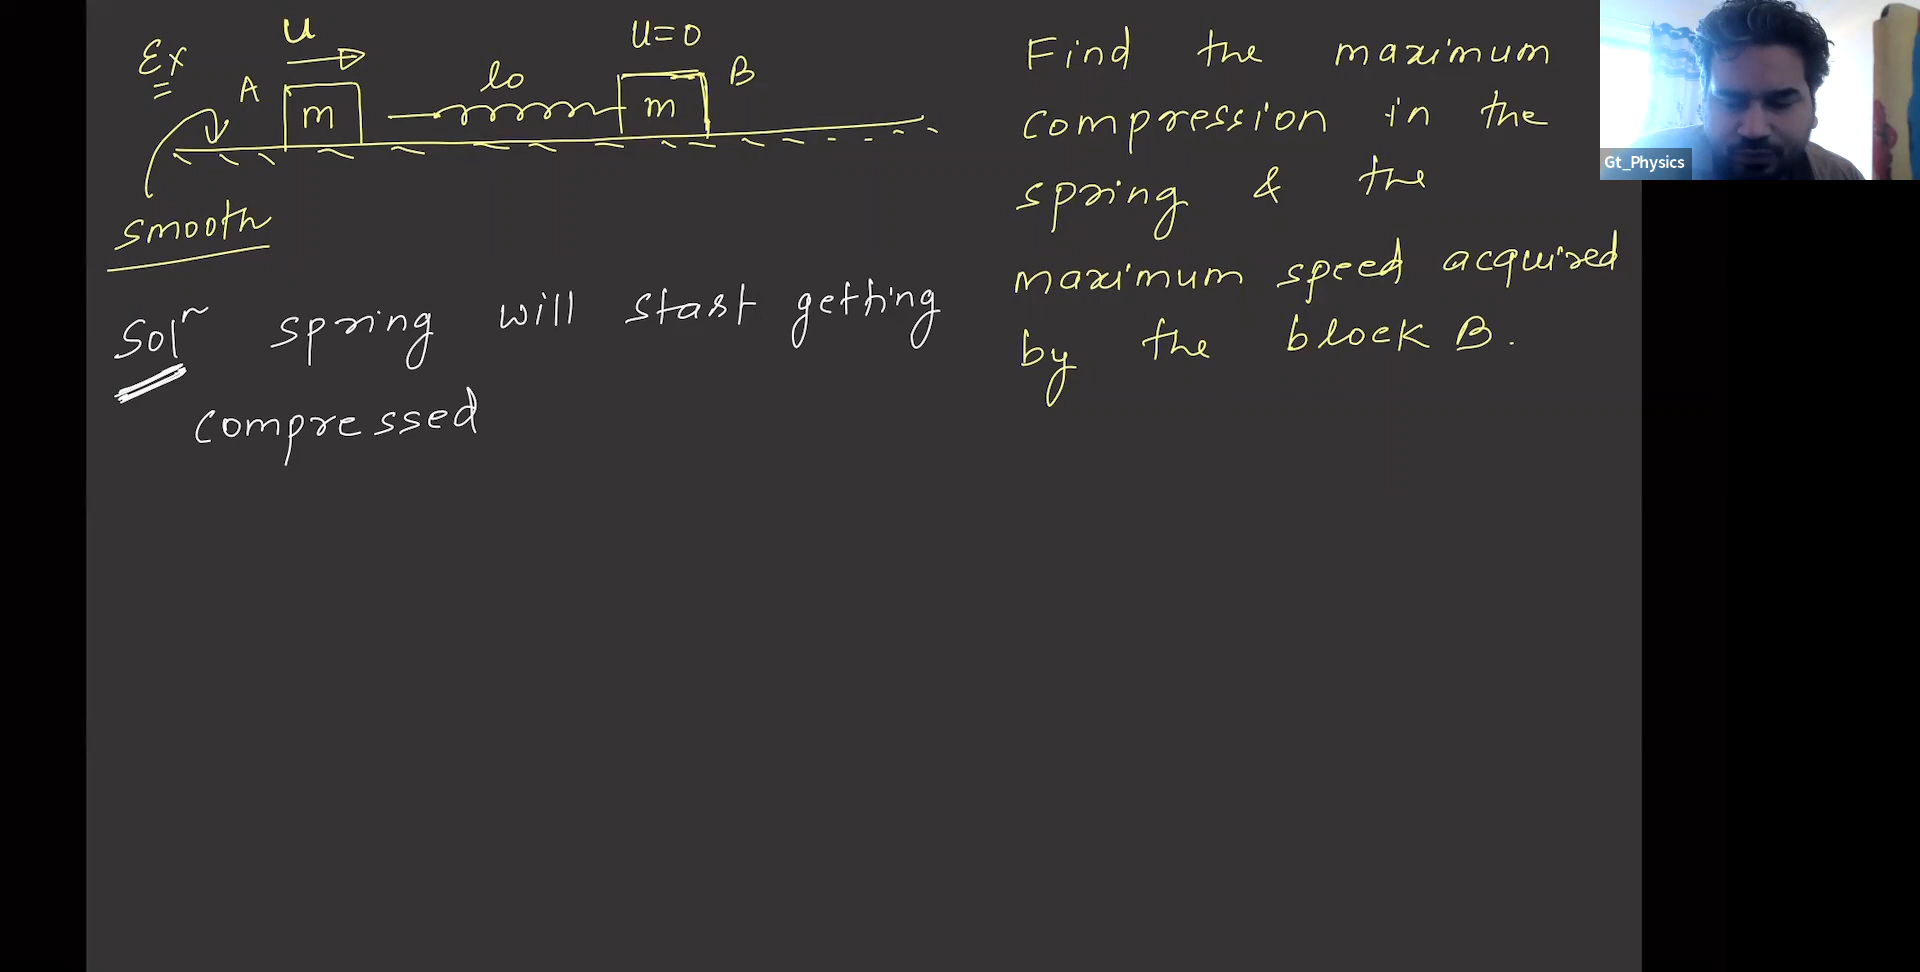 Ex
u
A
m
lo
u=0
m
B
smooth
Find the maximum
compression in the
spring & the
maximum speed acquired
by the block B.
Solⁿ spring will start getting
compressed
Gt_Physics